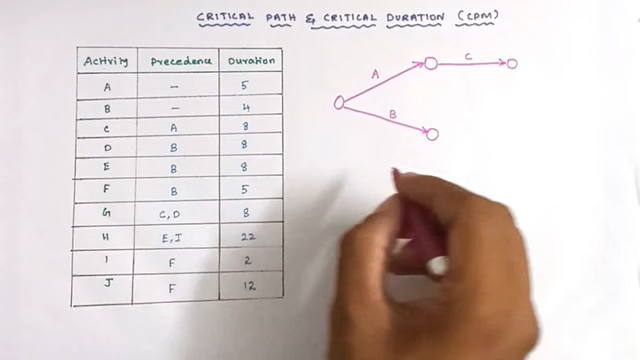 CRITICAL PATH & CRITICAL DURATION (CPM)
Activity Precedence Duration
A - 5
B - 4
C A 8
D B 8
E B 8
F B 5
G C, D 8
H E, J 22
I F 2
J F 12
A
C
B